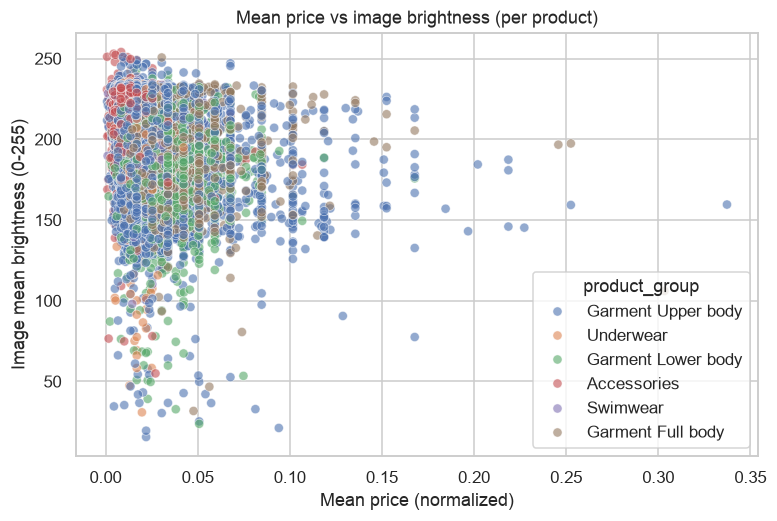 Mean price vs image brightness (per product)
Image mean brightness (0-255)
250
200
150
100
50
product_group
Garment Upper body
Underwear
Garment Lower body
Accessories
Swimwear
Garment Full body
0.00 0.05 0.10 0.15 0.20 0.25 0.30 0.35
Mean price (normalized)